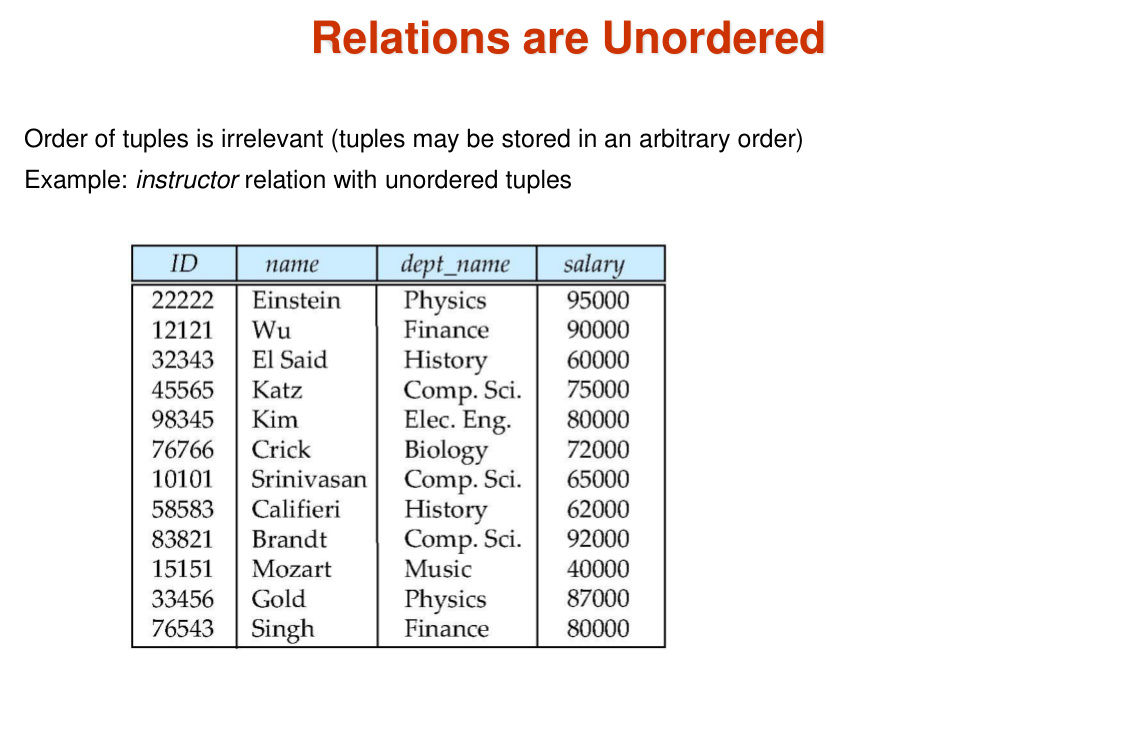 Relations are Unordered
Order of tuples is irrelevant (tuples may be stored in an arbitrary order)
Example: instructor relation with unordered tuples
ID name dept_name salary
22222 Einstein Physics 95000
12121 Wu Finance 90000
32343 El Said History 60000
45565 Katz Comp. Sci. 75000
98345 Kim Elec. Eng. 80000
76766 Crick Biology 72000
10101 Srinivasan Comp. Sci. 65000
58583 Califieri History 62000
83821 Brandt Comp. Sci. 92000
15151 Mozart Music 40000
33456 Gold Physics 87000
76543 Singh Finance 80000